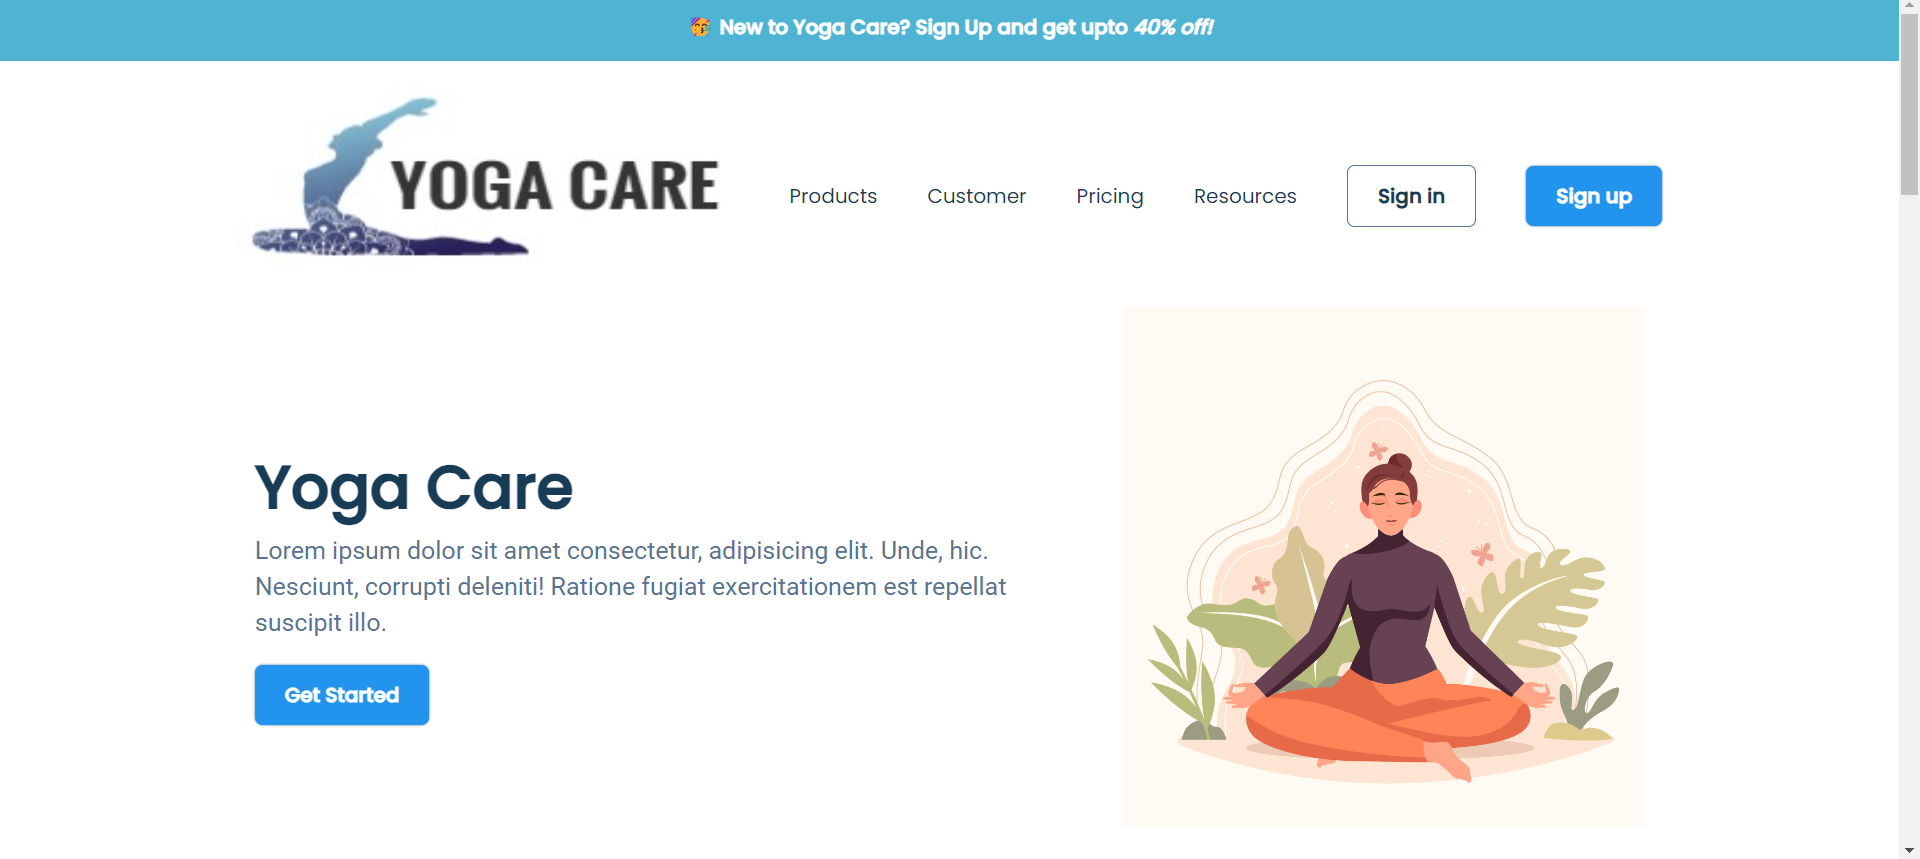 🥳 New to Yoga Care? Sign Up and get upto 40% off!
YOGA CARE
Products Customer Pricing Resources Sign in Sign up
Yoga Care
Lorem ipsum dolor sit amet consectetur, adipisicing elit. Unde, hic.
Nesciunt, corrupti deleniti! Ratione fugiat exercitationem est repellat
suscipit illo.
Get Started